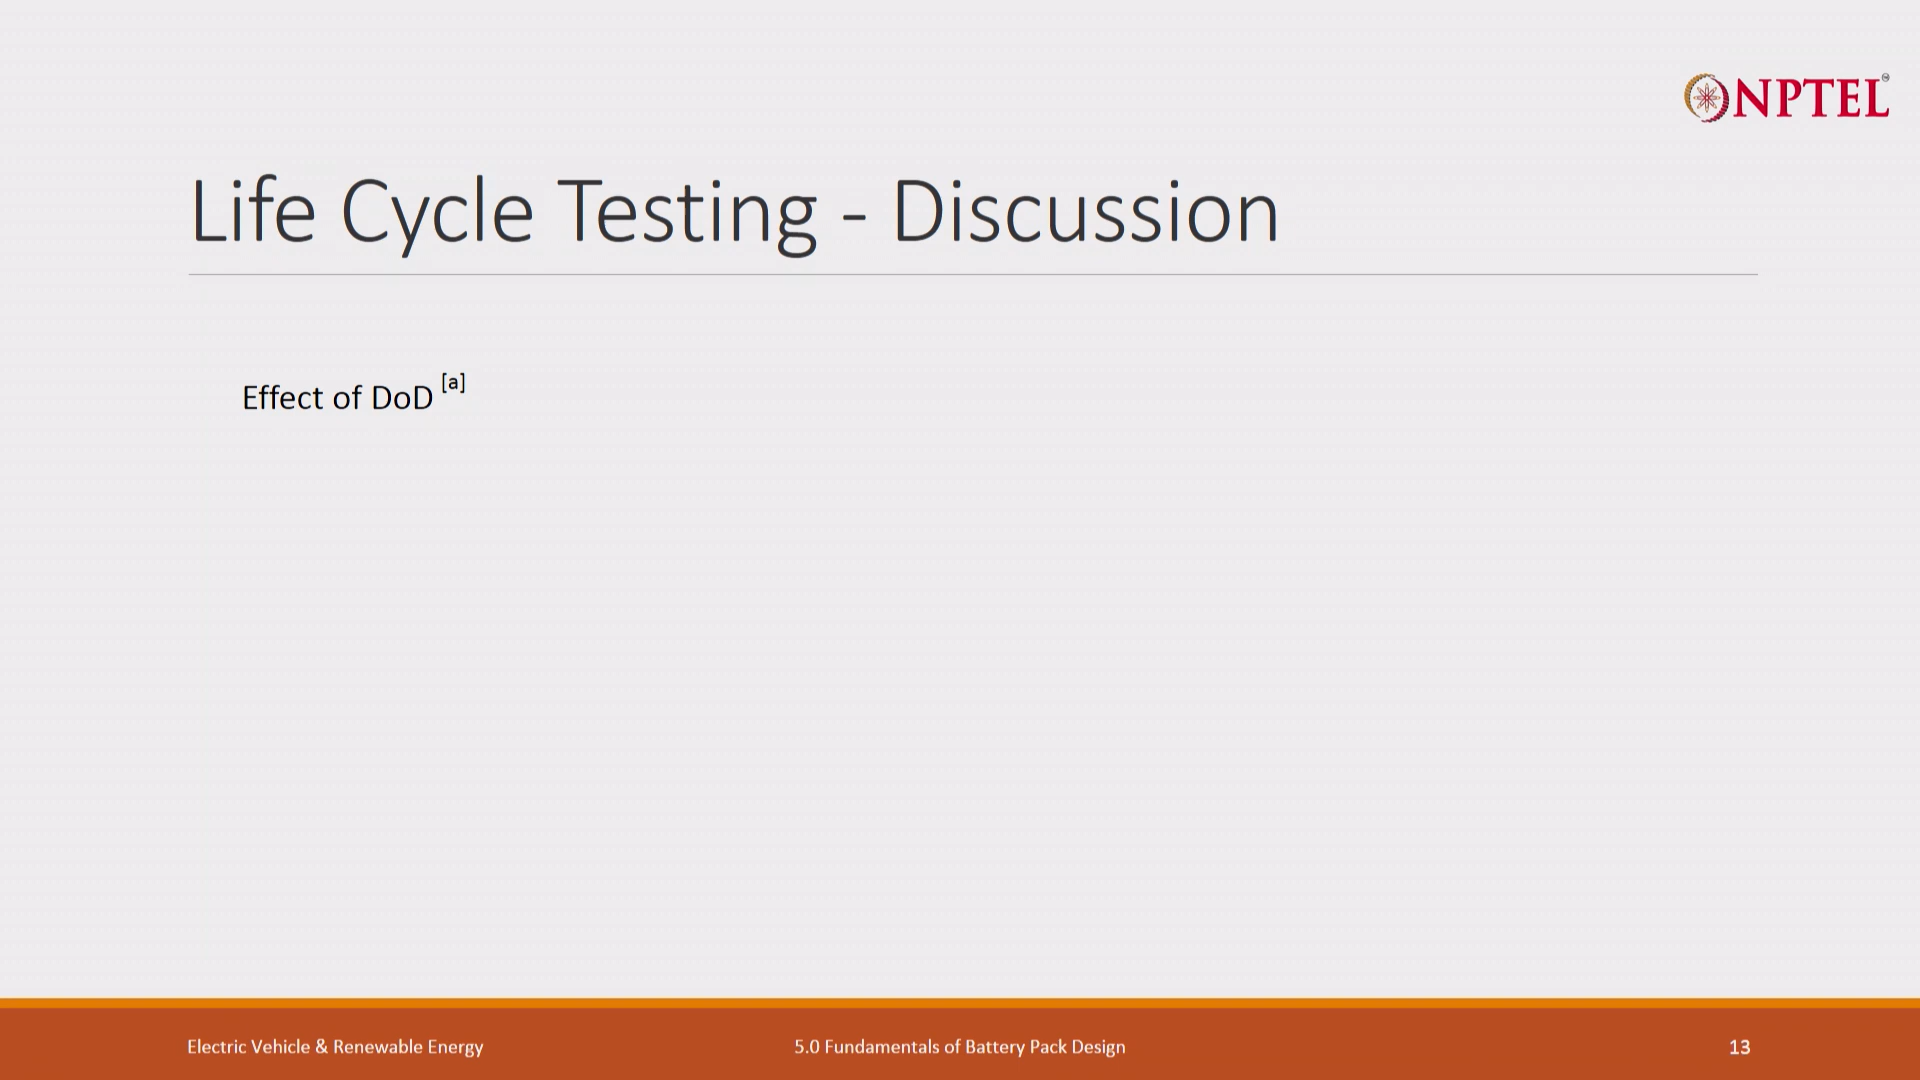 NPTEL
Life Cycle Testing - Discussion
Effect of DoD [a]
Electric Vehicle & Renewable Energy
5.0 Fundamentals of Battery Pack Design
13